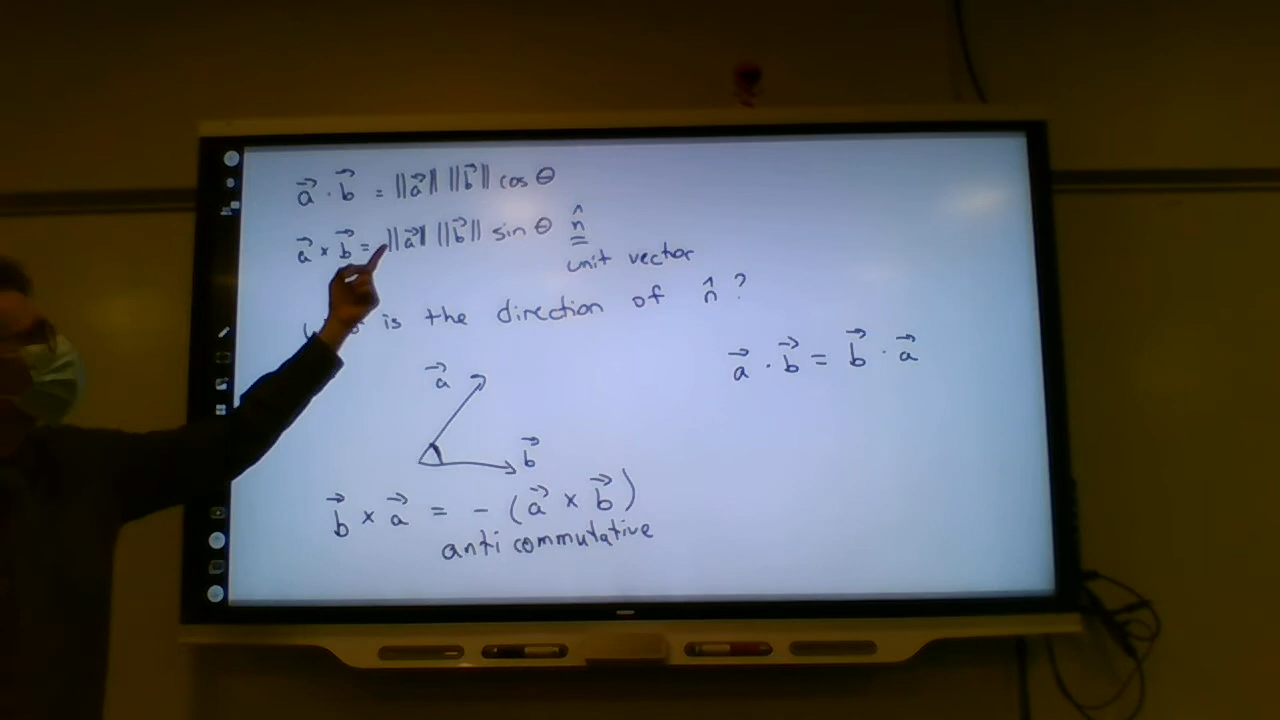 a⃗ · b⃗ = ||a⃗|| ||b⃗|| cos θ
a⃗ × b⃗ = ||a⃗|| ||b⃗|| sin θ n̂
unit vector
is the direction of n̂ ?
a⃗ · b⃗ = b⃗ · a⃗
a⃗
b⃗
b⃗ × a⃗ = - (a⃗ × b⃗)
anti commutative